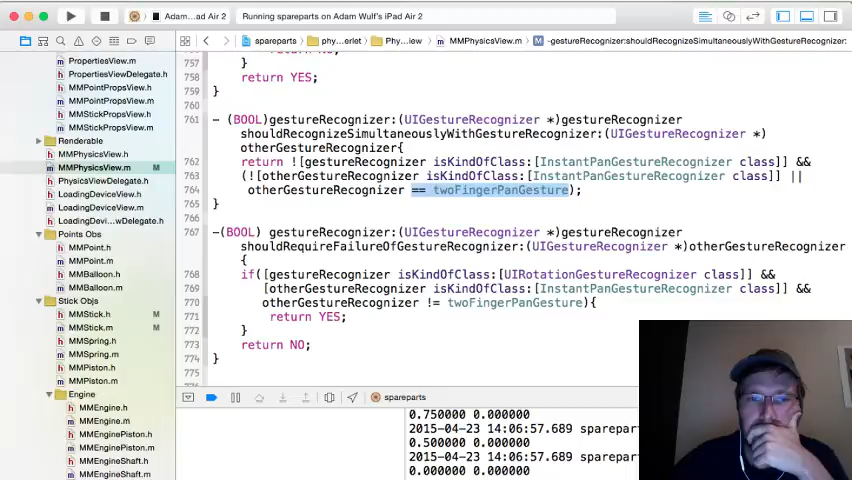 Adam...ad Air 2
Running spareparts on Adam Wulf's iPad Air 2
spareparts
phy...erlet
Phy...iew
MMPhysicsView.m
-gestureRecognizer:shouldRecognizeSimultaneouslyWithGestureRecognizer:
PropertiesView.m
PropertiesViewDelegate.h
MMPointPropsView.h
MMPointPropsView.m
MMStickPropsView.h
MMStickPropsView.m
Renderable
MMPhysicsView.h
MMPhysicsView.m M
PhysicsViewDelegate.h
LoadingDeviceView.h
LoadingDeviceView.m
LoadingDev...wDelegate.h
Points Obs
MMPoint.h
MMPoint.m
MMBalloon.h
MMBalloon.m
Stick Objs
MMStick.h M
MMStick.m M
MMSpring.h
MMSpring.m
MMPiston.h
MMPiston.m
Engine
MMEngine.h
MMEngine.m
MMEnginePiston.h
MMEnginePiston.m
MMEngineShaft.h
MMEngineShaft.m
757 }
758 return YES;
759 }
760
761 - (BOOL)gestureRecognizer:(UIGestureRecognizer *)gestureRecognizer
shouldRecognizeSimultaneouslyWithGestureRecognizer:(UIGestureRecognizer *)
otherGestureRecognizer{
762 return ![gestureRecognizer isKindOfClass:[InstantPanGestureRecognizer class]] &&
763 (![otherGestureRecognizer isKindOfClass:[InstantPanGestureRecognizer class]] ||
764 otherGestureRecognizer == twoFingerPanGesture);
765 }
767 -(BOOL) gestureRecognizer:(UIGestureRecognizer *)gestureRecognizer
shouldRequireFailureOfGestureRecognizer:(UIGestureRecognizer *)otherGestureRecognizer
{
768 if([gestureRecognizer isKindOfClass:[UIRotationGestureRecognizer class]] &&
769 [otherGestureRecognizer isKindOfClass:[InstantPanGestureRecognizer class]] &&
770 otherGestureRecognizer != twoFingerPanGesture){
771 return YES;
772 }
773 return NO;
774 }
775
spareparts
0.750000 0.000000
2015-04-23 14:06:57.689 sparepar
0.500000 0.000000
2015-04-23 14:06:57.689 sparepar
0.000000 0.000000